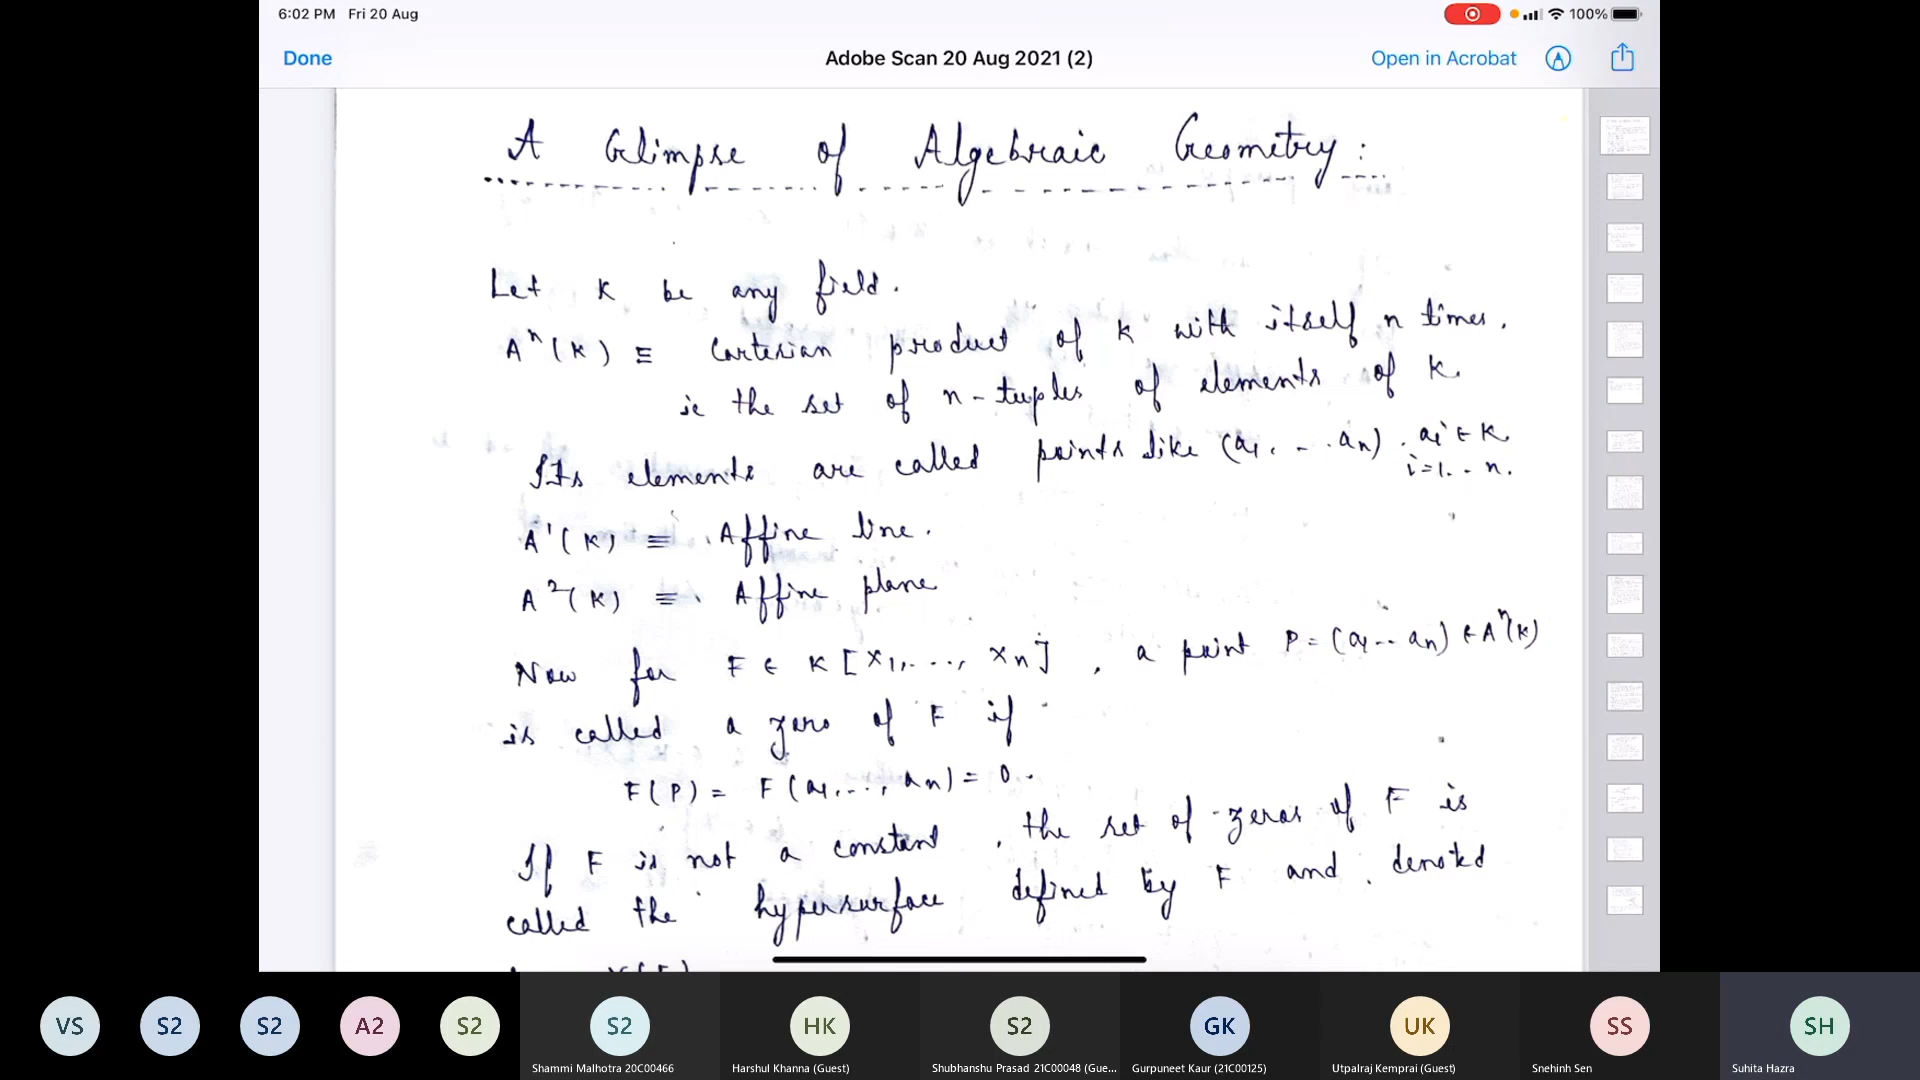 6:02 PM Fri 20 Aug
100%
Done
Adobe Scan 20 Aug 2021 (2)
Open in Acrobat
A Glimpse of Algebraic Geometry:
Let K be any field.
Aⁿ(K) ≡ Cartesian product of K with itself n times.
ie the set of n-tuples of elements of K.
Its elements are called points like (a₁, - . aₙ). aᵢ ∈ K,
i=1. - n.
A¹(K) ≡ Affine line.
A²(K) ≡ Affine plane
Now for F ∈ K[X₁,..., Xₙ], a point P = (a₁-- aₙ) ∈ Aⁿ(K)
is called a zero of F if
F(P) = F(a₁,..., aₙ) = 0.
If F is not a constant, the set of zeros of F is
called the hypersurface defined by F and denoted
VS
S2
S2
A2
S2
S2
HK
S2
GK
UK
SS
SH
Shammi Malhotra 20C00466
Harshul Khanna (Guest)
Shubhanshu Prasad 21C00048 (Gue...
Gurpuneet Kaur (21C00125)
Utpalraj Kemprai (Guest)
Snehinh Sen
Suhita Hazra